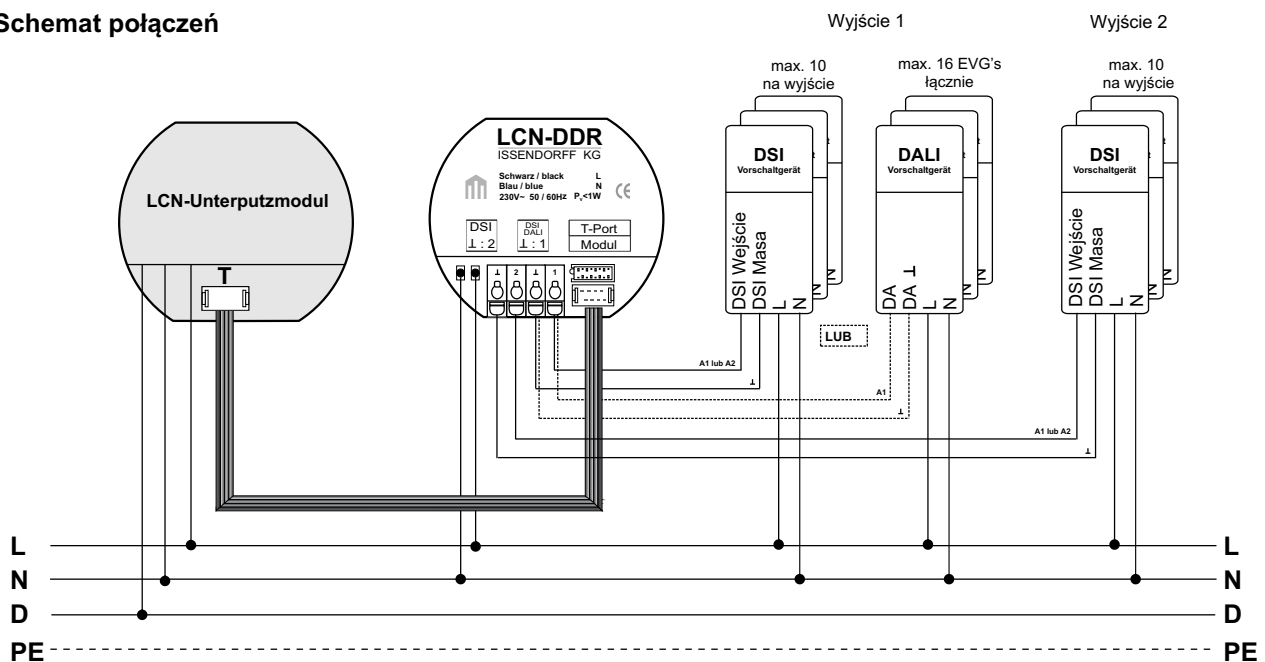 Schemat połączeń
Wyjście 1
Wyjście 2
max. 10
na wyjście
max. 16 EVG's
łącznie
max. 10
na wyjście
LCN-Unterputzmodul
T
LCN-DDR
ISSENDORFF KG
Schwarz / black L
Blau / blue N
230V~ 50 / 60Hz Pv<1W
CE
DSI
⊥ : 2
DSI
DALI
⊥ : 1
T-Port
Modul
⊥ 2 ⊥ 1
DSI
Vorschaltgerät
DSI Wejście
DSI Masa
L
N
N
N
DALI
Vorschaltgerät
DA
DA ⊥
L
N
N
N
DSI
Vorschaltgerät
DSI Wejście
DSI Masa
L
N
N
N
LUB
A1 lub A2
⊥
A1
⊥
A1 lub A2
⊥
L L
N N
D D
PE PE